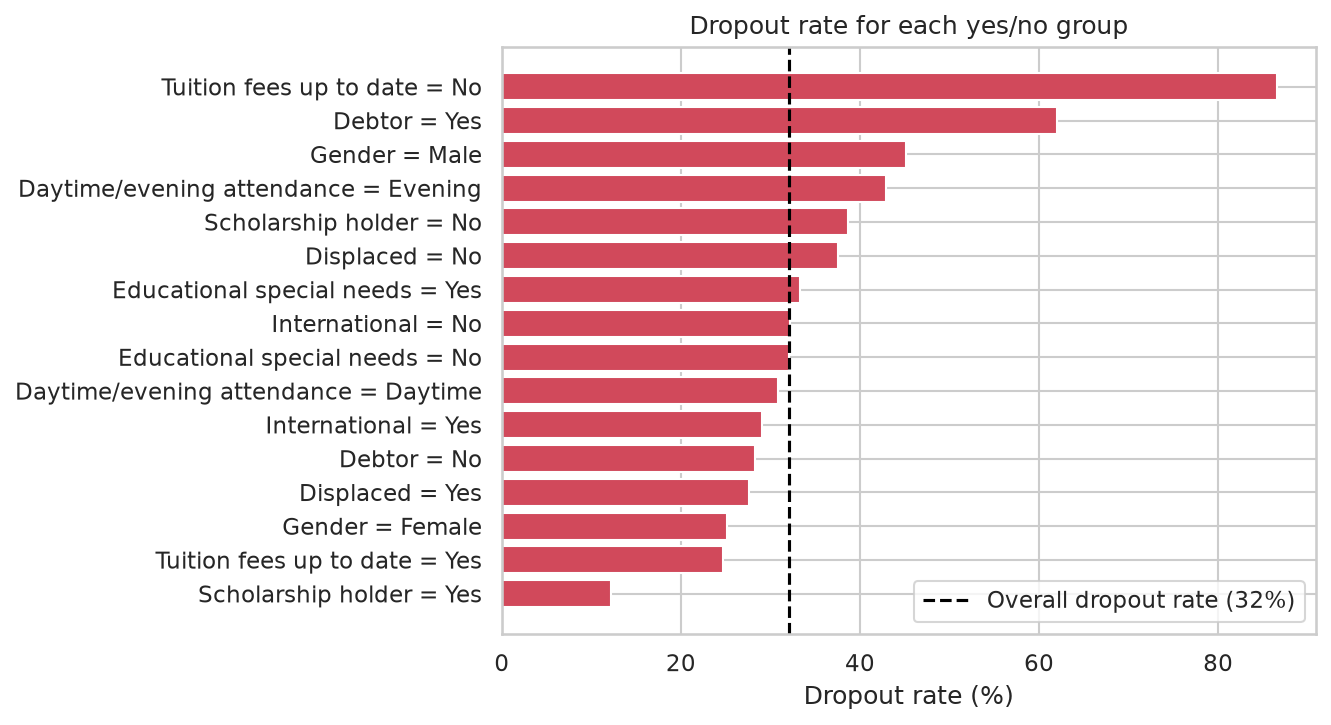 Dropout rate for each yes/no group
Tuition fees up to date = No
Debtor = Yes
Gender = Male
Daytime/evening attendance = Evening
Scholarship holder = No
Displaced = No
Educational special needs = Yes
International = No
Educational special needs = No
Daytime/evening attendance = Daytime
International = Yes
Debtor = No
Displaced = Yes
Gender = Female
Tuition fees up to date = Yes
Scholarship holder = Yes
Overall dropout rate (32%)
0 20 40 60 80
Dropout rate (%)